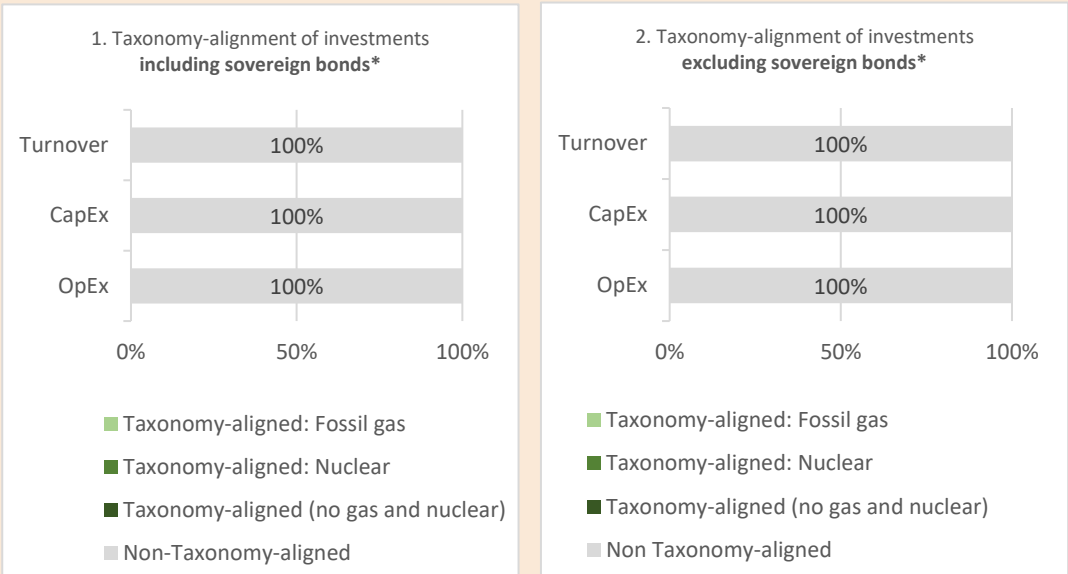 1. Taxonomy-alignment of investments
including sovereign bonds*
Turnover
100%
CapEx
100%
OpEx
100%
0%
50%
100%
Taxonomy-aligned: Fossil gas
Taxonomy-aligned: Nuclear
Taxonomy-aligned (no gas and nuclear)
Non-Taxonomy-aligned
2. Taxonomy-alignment of investments
excluding sovereign bonds*
Turnover
100%
CapEx
100%
OpEx
100%
0%
50%
100%
Taxonomy-aligned: Fossil gas
Taxonomy-aligned: Nuclear
Taxonomy-aligned (no gas and nuclear)
Non Taxonomy-aligned